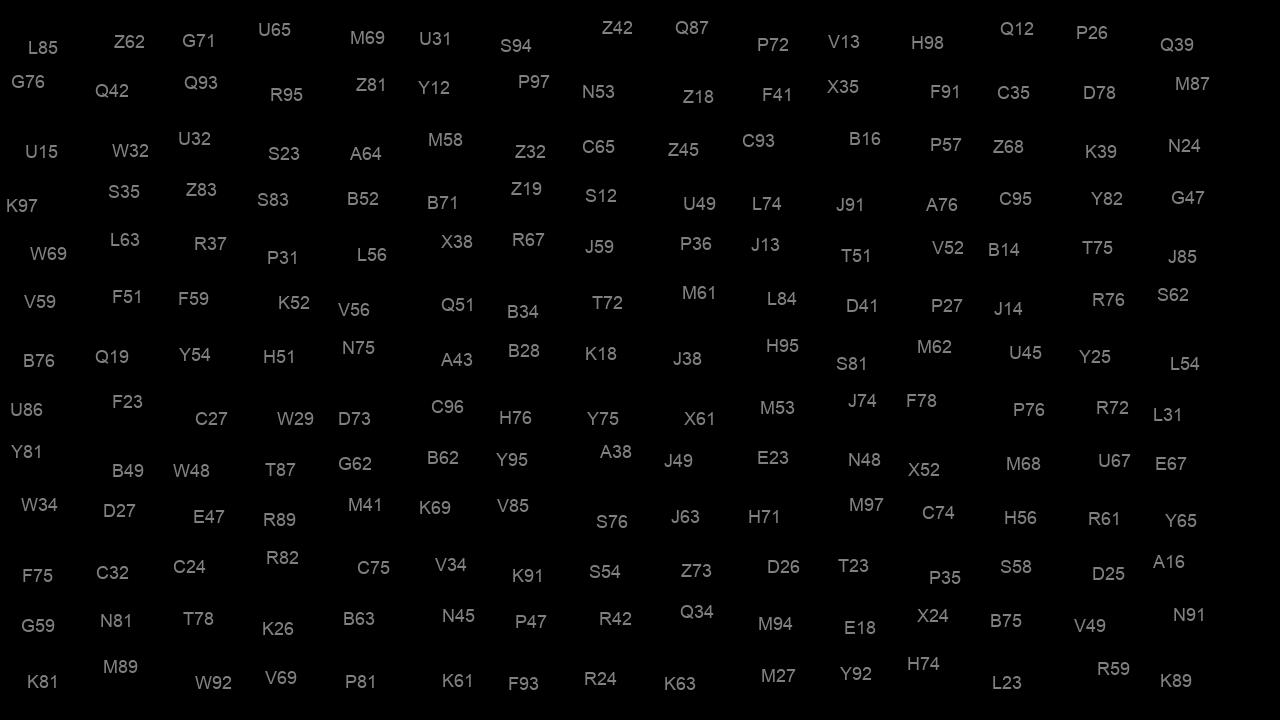 L85 Z62 G71 U65 M69 U31 S94 Z42 Q87 P72 V13 H98 Q12 P26 Q39
G76 Q42 Q93 R95 Z81 Y12 P97 N53 Z18 F41 X35 F91 C35 D78 M87
U15 W32 U32 S23 A64 M58 Z32 C65 Z45 C93 B16 P57 Z68 K39 N24
K97 S35 Z83 S83 B52 B71 Z19 S12 U49 L74 J91 A76 C95 Y82 G47
W69 L63 R37 P31 L56 X38 R67 J59 P36 J13 T51 V52 B14 T75 J85
V59 F51 F59 K52 V56 Q51 B34 T72 M61 L84 D41 P27 J14 R76 S62
B76 Q19 Y54 H51 N75 A43 B28 K18 J38 H95 S81 M62 U45 Y25 L54
U86 F23 C27 W29 D73 C96 H76 Y75 X61 M53 J74 F78 P76 R72 L31
Y81 B49 W48 T87 G62 B62 Y95 A38 J49 E23 N48 X52 M68 U67 E67
W34 D27 E47 R89 M41 K69 V85 S76 J63 H71 M97 C74 H56 R61 Y65
F75 C32 C24 R82 C75 V34 K91 S54 Z73 D26 T23 P35 S58 D25 A16
G59 N81 T78 K26 B63 N45 P47 R42 Q34 M94 E18 X24 B75 V49 N91
K81 M89 W92 V69 P81 K61 F93 R24 K63 M27 Y92 H74 L23 R59 K89